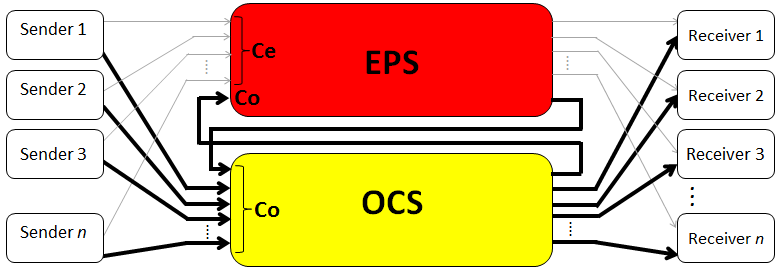 Sender 1
Sender 2
Sender 3
Sender n
Ce
EPS
Co
Co
OCS
Receiver 1
Receiver 2
Receiver 3
Receiver n